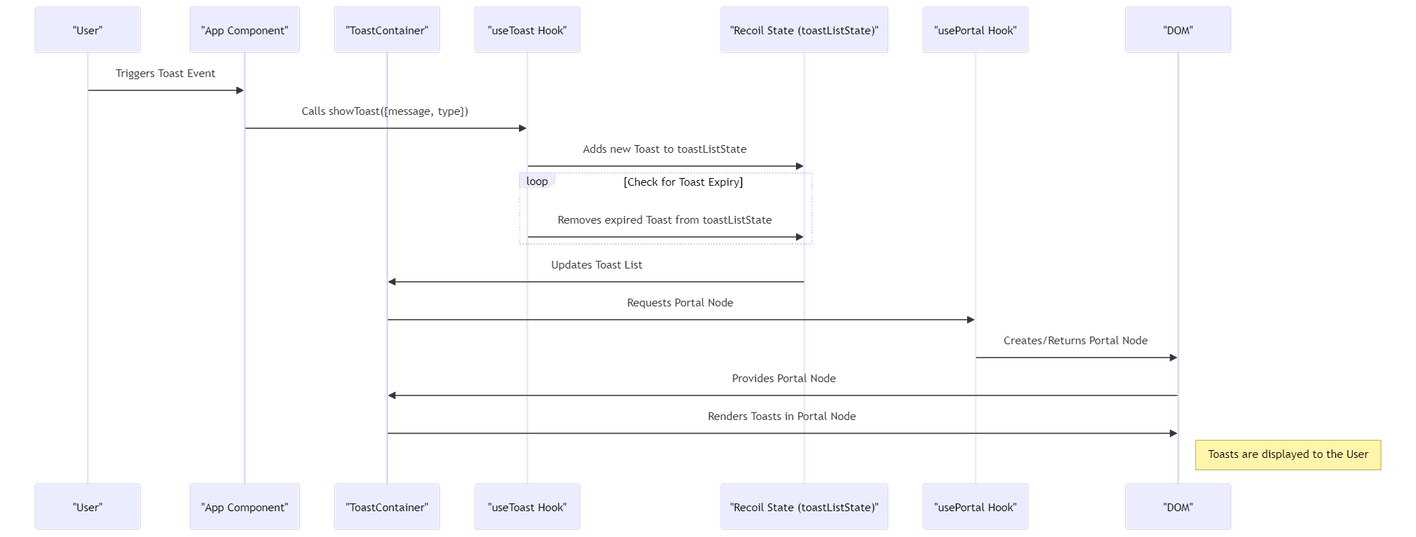 "User"
"App Component"
"ToastContainer"
"useToast Hook"
"Recoil State (toastListState)"
"usePortal Hook"
"DOM"
Triggers Toast Event
Calls showToast({message, type})
Adds new Toast to toastListState
loop
[Check for Toast Expiry]
Removes expired Toast from toastListState
Updates Toast List
Requests Portal Node
Creates/Returns Portal Node
Provides Portal Node
Renders Toasts in Portal Node
Toasts are displayed to the User
"User"
"App Component"
"ToastContainer"
"useToast Hook"
"Recoil State (toastListState)"
"usePortal Hook"
"DOM"